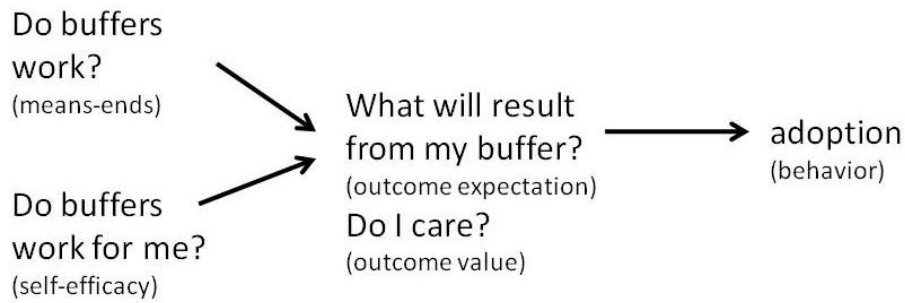 Do buffers
work?
(means-ends)
Do buffers
work for me?
(self-efficacy)
What will result
from my buffer?
(outcome expectation)
Do I care?
(outcome value)
adoption
(behavior)